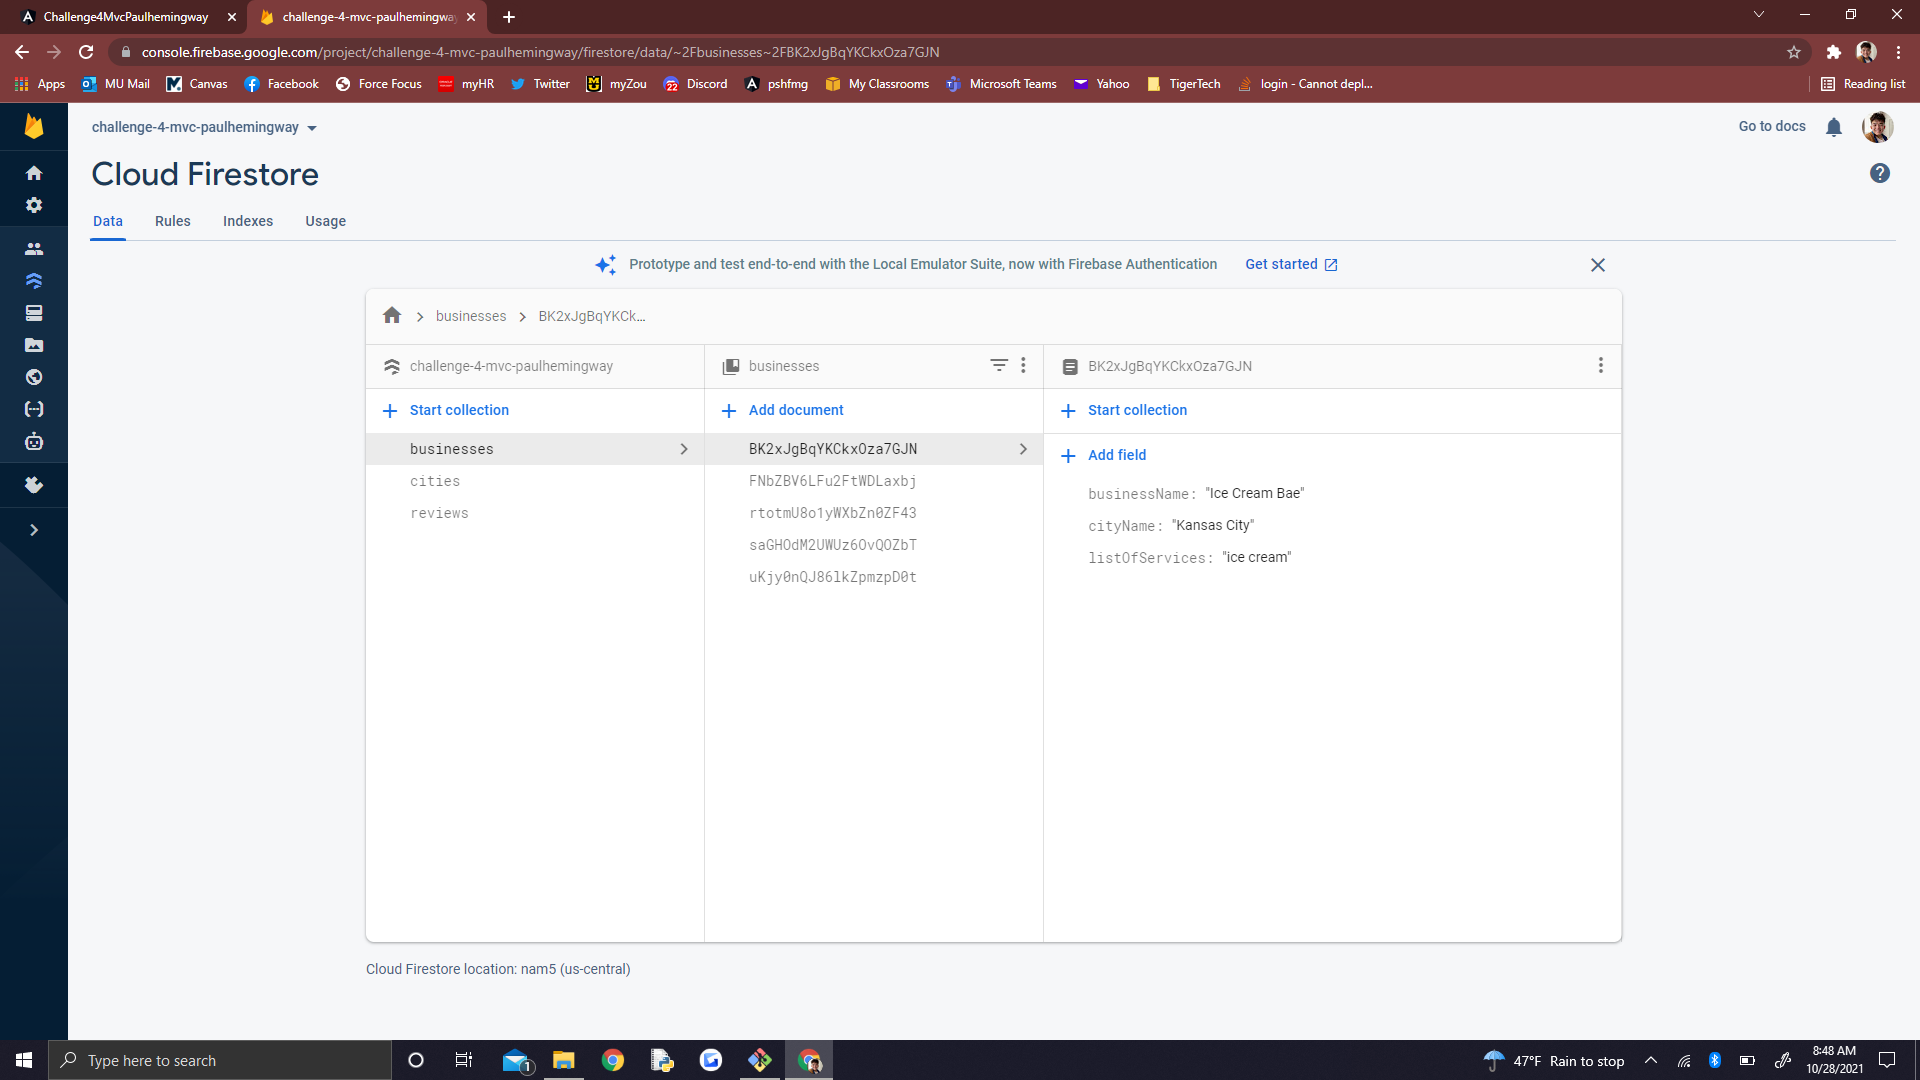 Challenge4MvcPaulhemingway
challenge-4-mvc-paulhemingway
console.firebase.google.com/project/challenge-4-mvc-paulhemingway/firestore/data/~2Fbusinesses~2FBK2xJgBqYKCkxOza7GJN
Apps MU Mail Canvas Facebook Force Focus myHR Twitter myZou 22 Discord pshfmg My Classrooms Microsoft Teams Yahoo TigerTech login - Cannot depl... Reading list
challenge-4-mvc-paulhemingway
Go to docs
Cloud Firestore
Data Rules Indexes Usage
Prototype and test end-to-end with the Local Emulator Suite, now with Firebase Authentication Get started
businesses BK2xJgBqYKCk...
challenge-4-mvc-paulhemingway
Start collection
businesses
cities
reviews
businesses
Add document
BK2xJgBqYKCkxOza7GJN
FNbZBV6LFu2FtWDLaxbj
rtotmU8o1yWXbZn0ZF43
saGHOdM2UWUz6OvQOZbT
uKjy0nQJ86lkZpmzpD0t
BK2xJgBqYKCkxOza7GJN
Start collection
Add field
businessName: "Ice Cream Bae"
cityName: "Kansas City"
listOfServices: "ice cream"
Cloud Firestore location: nam5 (us-central)
Type here to search
1
47°F Rain to stop
8:48 AM
10/28/2021